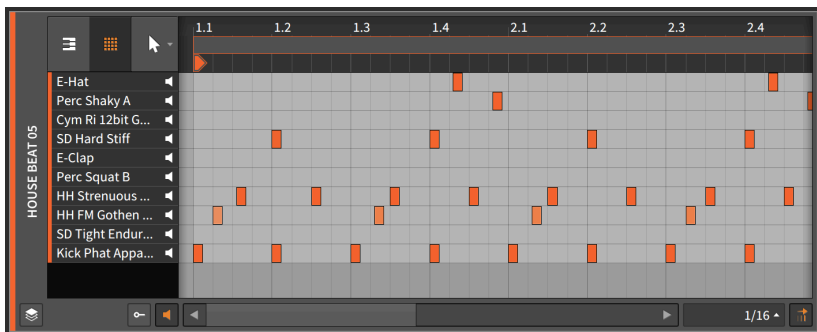 1.1 1.2 1.3 1.4 2.1 2.2 2.3 2.4
HOUSE BEAT 05
E-Hat
Perc Shaky A
Cym Ri 12bit G...
SD Hard Stiff
E-Clap
Perc Squat B
HH Strenuous ...
HH FM Gothen ...
SD Tight Endur...
Kick Phat Appa...
1/16